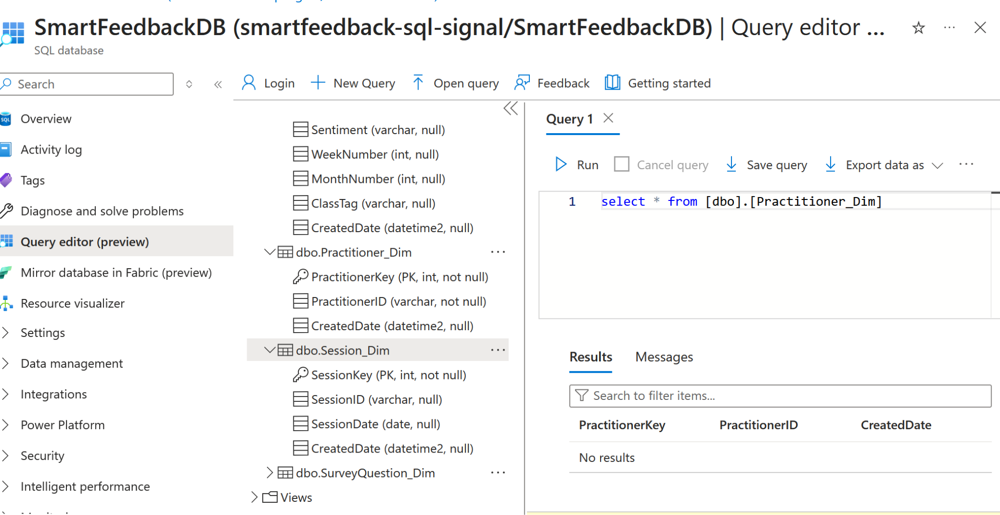 SmartFeedbackDB (smartfeedback-sql-signal/SmartFeedbackDB) | Query editor ...
SQL database
Search
Overview
Activity log
Tags
Diagnose and solve problems
Query editor (preview)
Mirror database in Fabric (preview)
Resource visualizer
Settings
Data management
Integrations
Power Platform
Security
Intelligent performance
Login
New Query
Open query
Feedback
Getting started
Sentiment (varchar, null)
WeekNumber (int, null)
MonthNumber (int, null)
ClassTag (varchar, null)
CreatedDate (datetime2, null)
dbo.Practitioner_Dim
PractitionerKey (PK, int, not null)
PractitionerID (varchar, not null)
CreatedDate (datetime2, null)
dbo.Session_Dim
SessionKey (PK, int, not null)
SessionID (varchar, null)
SessionDate (date, null)
CreatedDate (datetime2, null)
dbo.SurveyQuestion_Dim
Views
Query 1
Run
Cancel query
Save query
Export data as
1 select * from [dbo].[Practitioner_Dim]
Results Messages
Search to filter items...
PractitionerKey PractitionerID CreatedDate
No results